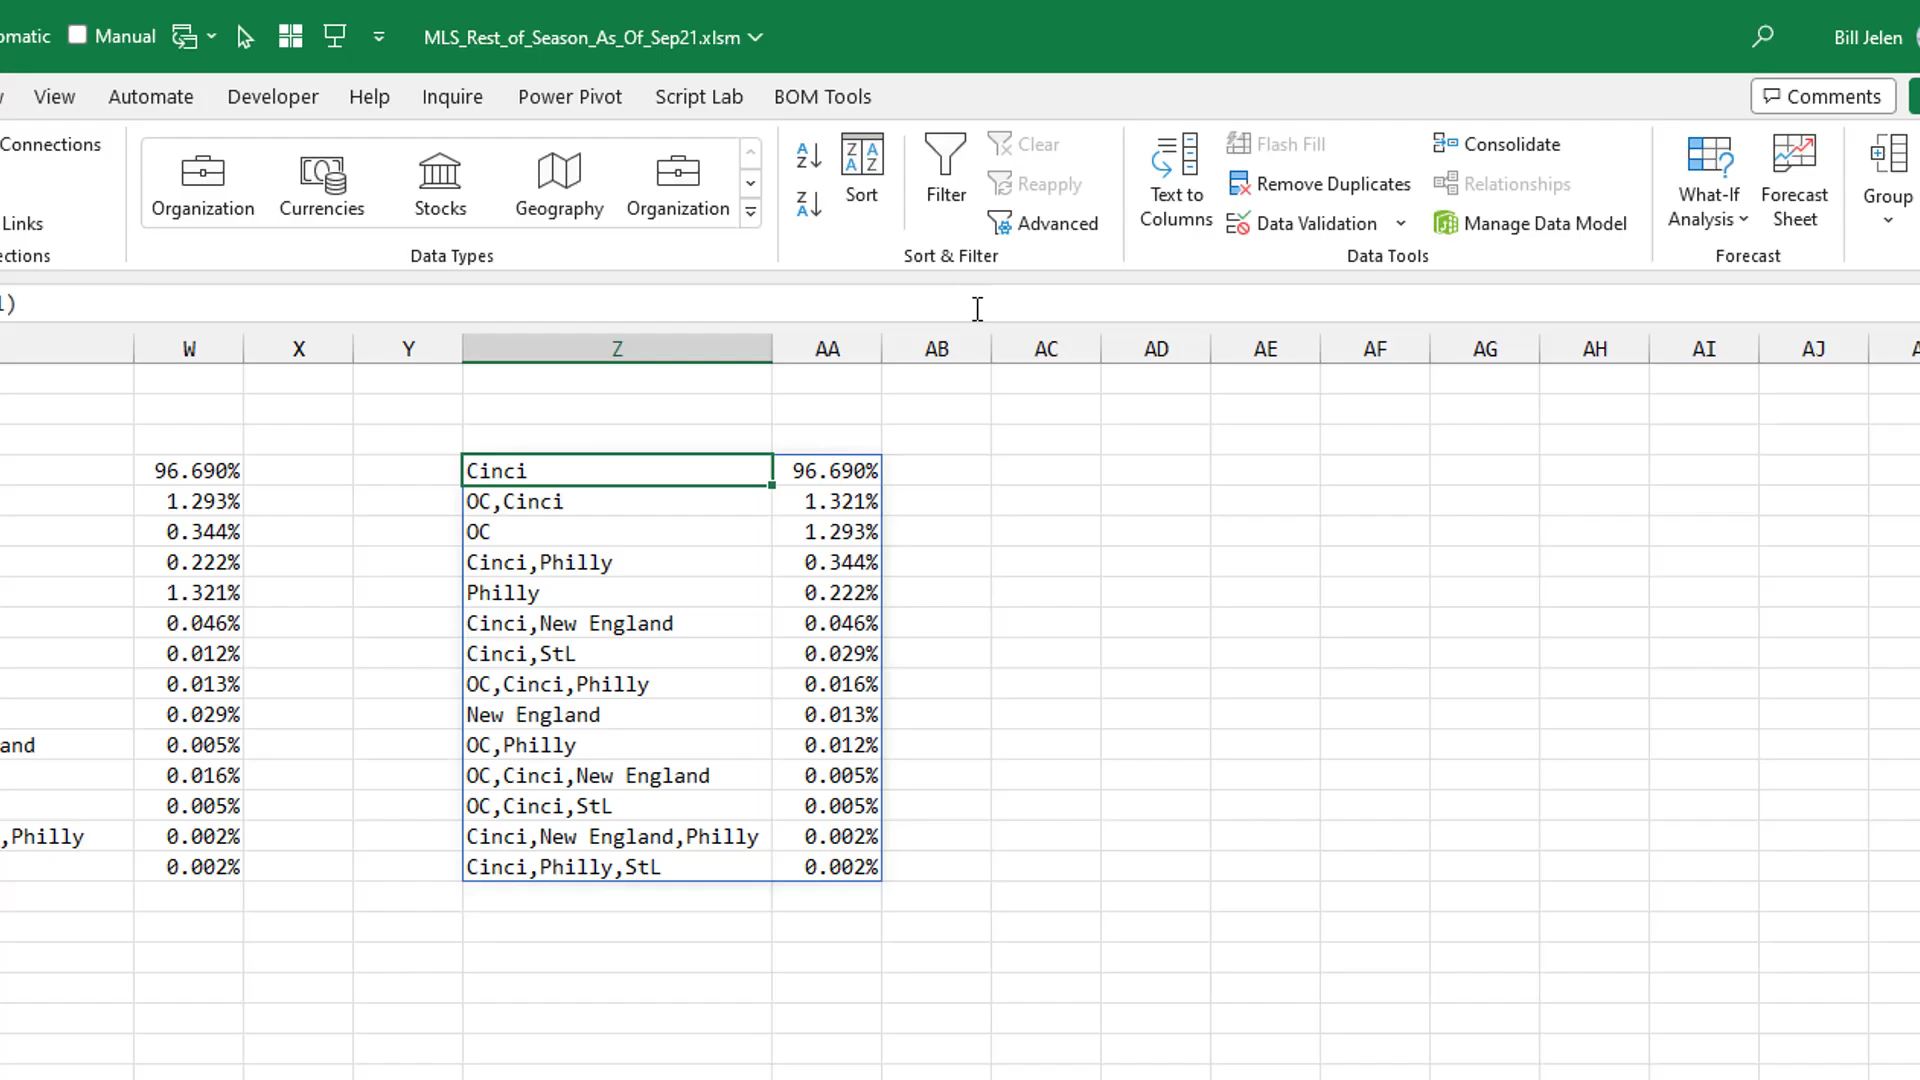 omatic Manual MLS_Rest_of_Season_As_Of_Sep21.xlsm Bill Jelen
View Automate Developer Help Inquire Power Pivot Script Lab BOM Tools Comments
Connections
Links
ections
Organization Currencies Stocks Geography Organization
Data Types
Sort
Filter
Clear
Reapply
Advanced
Sort & Filter
Text to
Columns
Flash Fill
Remove Duplicates
Data Validation
Consolidate
Relationships
Manage Data Model
Data Tools
What-If
Analysis
Forecast
Sheet
Forecast
Group
W X Y Z AA AB AC AD AE AF AG AH AI AJ
96.690% Cinci 96.690%
1.293% OC,Cinci 1.321%
0.344% OC 1.293%
0.222% Cinci,Philly 0.344%
1.321% Philly 0.222%
0.046% Cinci,New England 0.046%
0.012% Cinci,StL 0.029%
0.013% OC,Cinci,Philly 0.016%
0.029% New England 0.013%
and 0.005% OC,Philly 0.012%
0.016% OC,Cinci,New England 0.005%
0.005% OC,Cinci,StL 0.005%
,Philly 0.002% Cinci,New England,Philly 0.002%
0.002% Cinci,Philly,StL 0.002%